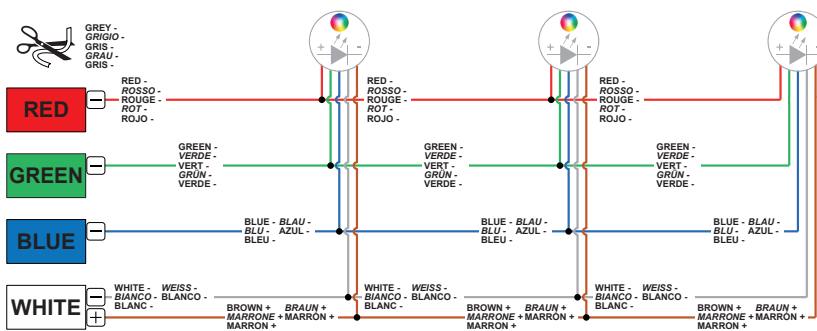 GREY -
GRIGIO -
GRIS -
GRAU -
GRIS -
+ -
+ -
+ -
RED
−
RED -
ROSSO -
ROUGE -
ROT -
ROJO -
RED -
ROSSO -
ROUGE -
ROT -
ROJO -
RED -
ROSSO -
ROUGE -
ROT -
ROJO -
GREEN
−
GREEN -
VERDE -
VERT -
GRÜN -
VERDE -
GREEN -
VERDE -
VERT -
GRÜN -
VERDE -
GREEN -
VERDE -
VERT -
GRÜN -
VERDE -
BLUE
−
BLUE - BLAU -
BLU - AZUL -
BLEU -
BLUE - BLAU -
BLU - AZUL -
BLEU -
BLUE - BLAU -
BLU - AZUL -
BLEU -
WHITE
−
+
WHITE - WEISS -
BIANCO - BLANCO -
BLANC -
WHITE - WEISS -
BIANCO - BLANCO -
BLANC -
WHITE - WEISS -
BIANCO - BLANCO -
BLANC -
BROWN + BRAUN +
MARRONE + MARRÓN +
MARRON +
BROWN + BRAUN +
MARRONE + MARRÓN +
MARRON +
BROWN + BRAUN +
MARRONE + MARRÓN +
MARRON +